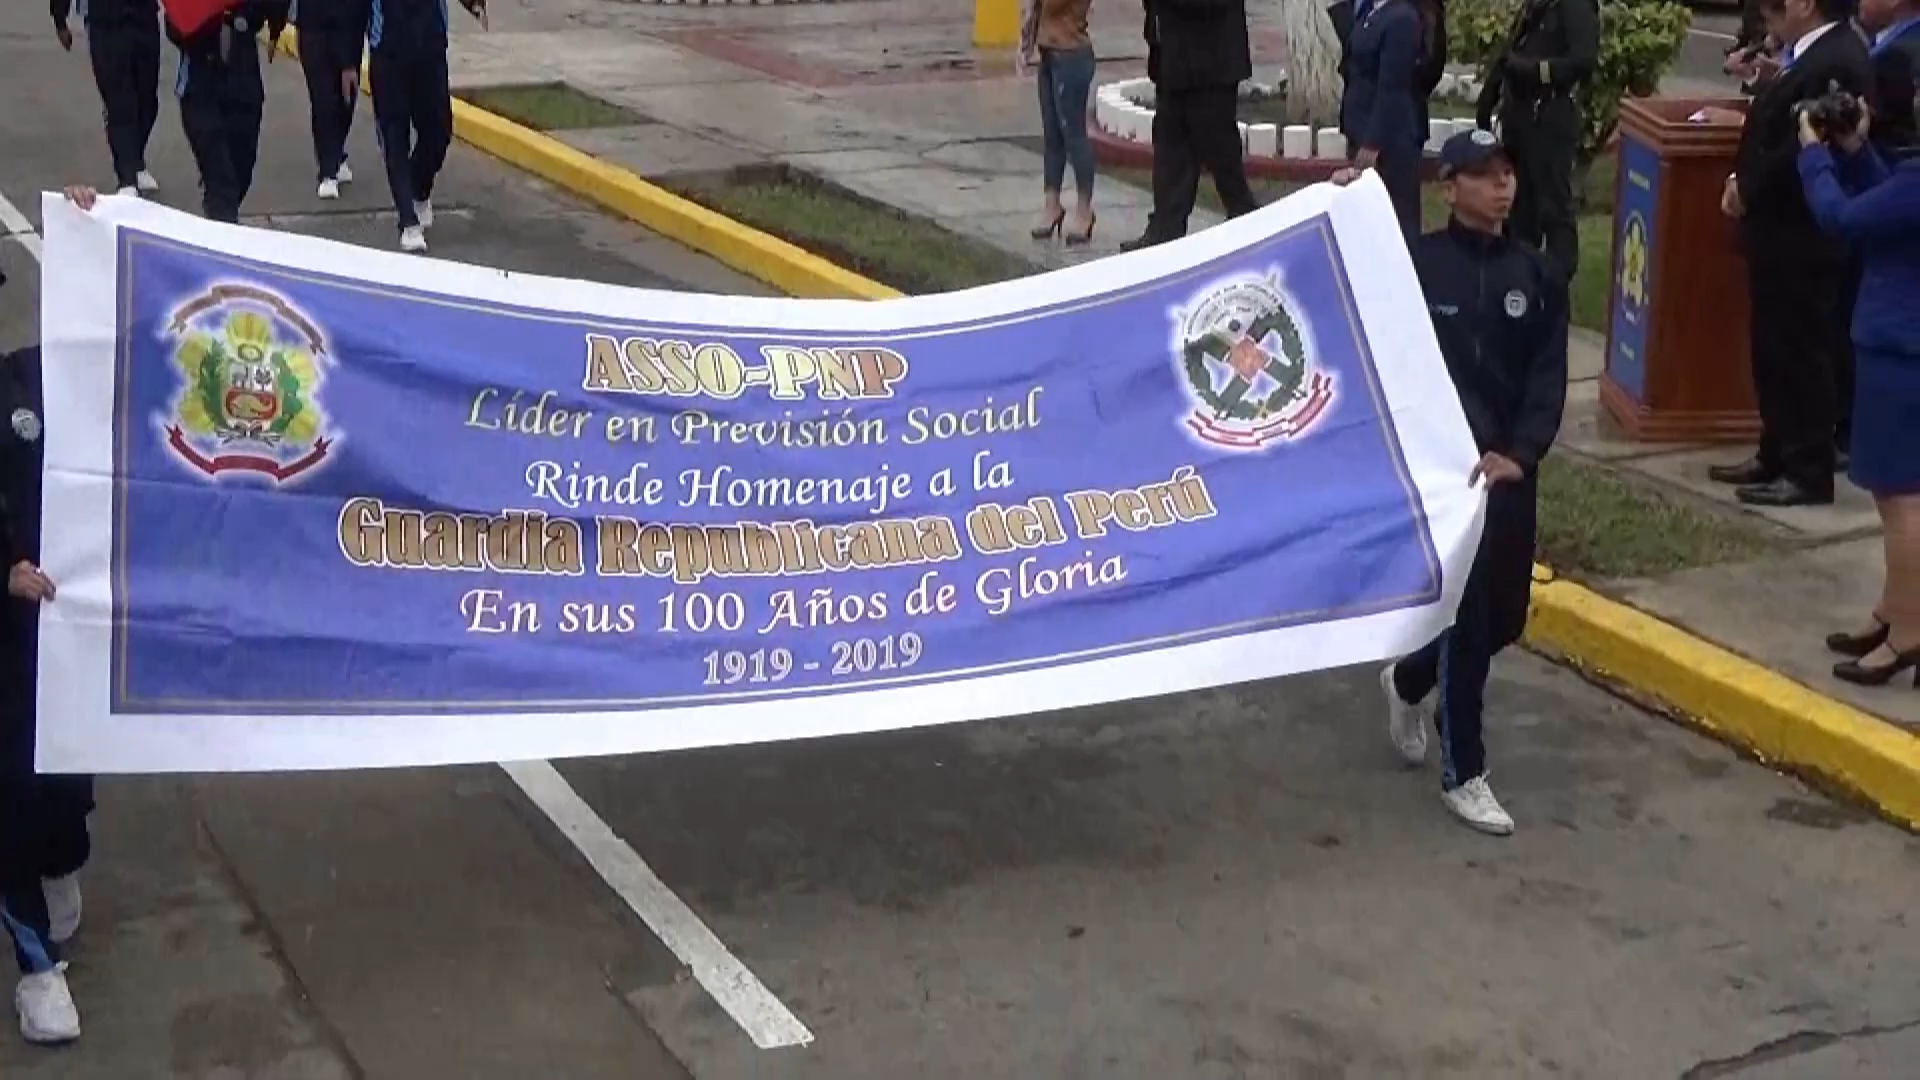 ASSO-PNP
Líder en Previsión Social
Rinde Homenaje a la
Guardia Republicana del Perú
En sus 100 Años de Gloria
1919 - 2019